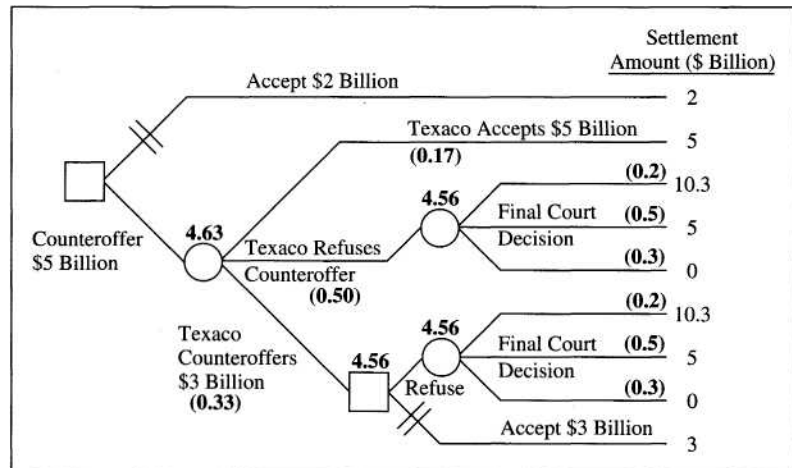 Settlement
Amount ($ Billion)
Accept $2 Billion
2
Texaco Accepts $5 Billion
5
(0.17)
(0.2)
10.3
4.56
Final Court
(0.5)
5
Decision
(0.3)
0
4.63
Counteroffer
$5 Billion
Texaco Refuses
Counteroffer
(0.50)
(0.2)
10.3
Texaco
Counteroffers
$3 Billion
(0.33)
4.56
4.56
Final Court
(0.5)
5
Refuse
Decision
(0.3)
0
Accept $3 Billion
3